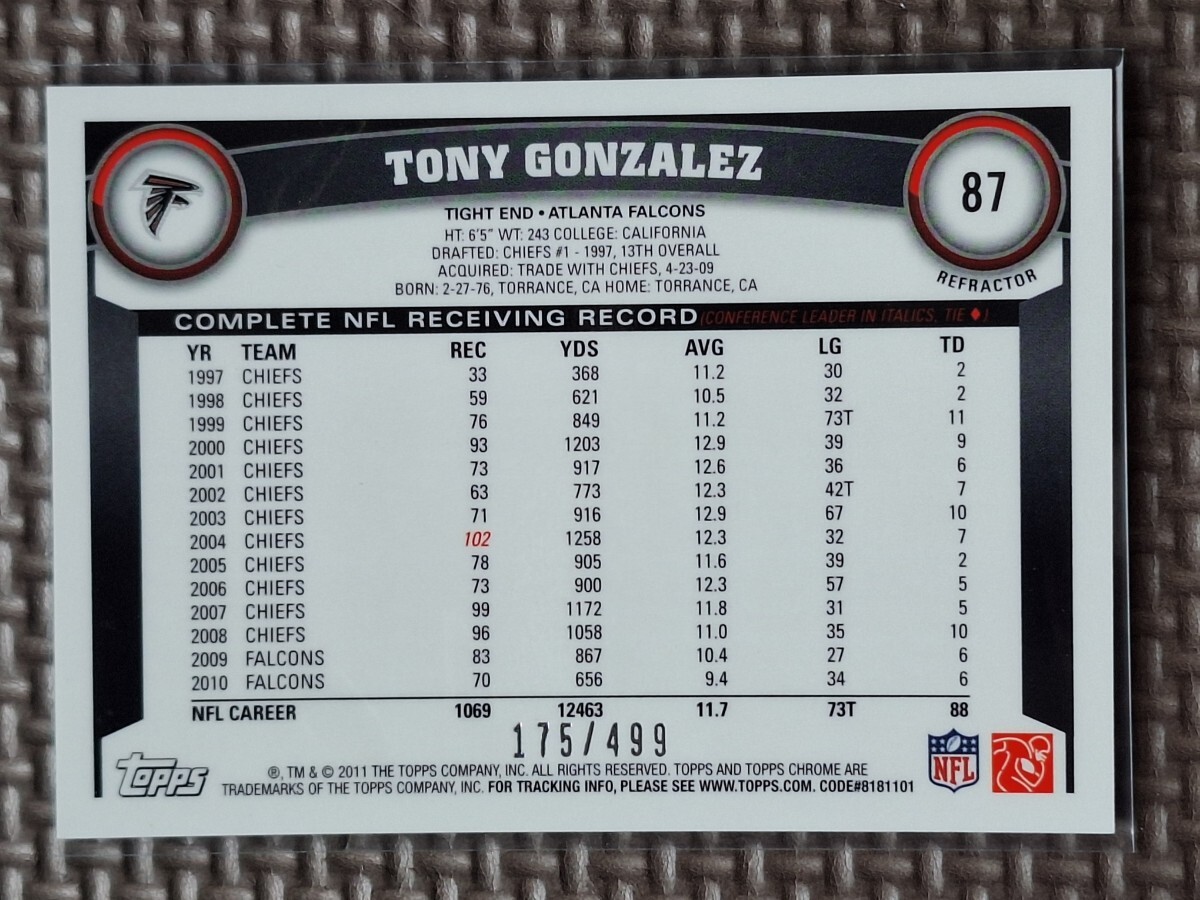 TONY GONZALEZ
87
TIGHT END • ATLANTA FALCONS
HT: 6'5" WT: 243 COLLEGE: CALIFORNIA
DRAFTED: CHIEFS #1 - 1997, 13TH OVERALL
ACQUIRED: TRADE WITH CHIEFS, 4-23-09
BORN: 2-27-76, TORRANCE, CA HOME: TORRANCE, CA
REFRACTOR
COMPLETE NFL RECEIVING RECORD (CONFERENCE LEADER IN ITALICS, TIE ♦)
YR TEAM REC YDS AVG LG TD
1997 CHIEFS 33 368 11.2 30 2
1998 CHIEFS 59 621 10.5 32 2
1999 CHIEFS 76 849 11.2 73T 11
2000 CHIEFS 93 1203 12.9 39 9
2001 CHIEFS 73 917 12.6 36 6
2002 CHIEFS 63 773 12.3 42T 7
2003 CHIEFS 71 916 12.9 67 10
2004 CHIEFS 102 1258 12.3 32 7
2005 CHIEFS 78 905 11.6 39 2
2006 CHIEFS 73 900 12.3 57 5
2007 CHIEFS 99 1172 11.8 31 5
2008 CHIEFS 96 1058 11.0 35 10
2009 FALCONS 83 867 10.4 27 6
2010 FALCONS 70 656 9.4 34 6
NFL CAREER 1069 12463 11.7 73T 88
175/499
Topps
®, TM & © 2011 THE TOPPS COMPANY, INC. ALL RIGHTS RESERVED. TOPPS AND TOPPS CHROME ARE
TRADEMARKS OF THE TOPPS COMPANY, INC. FOR TRACKING INFO, PLEASE SEE WWW.TOPPS.COM. CODE#8181101
NFL